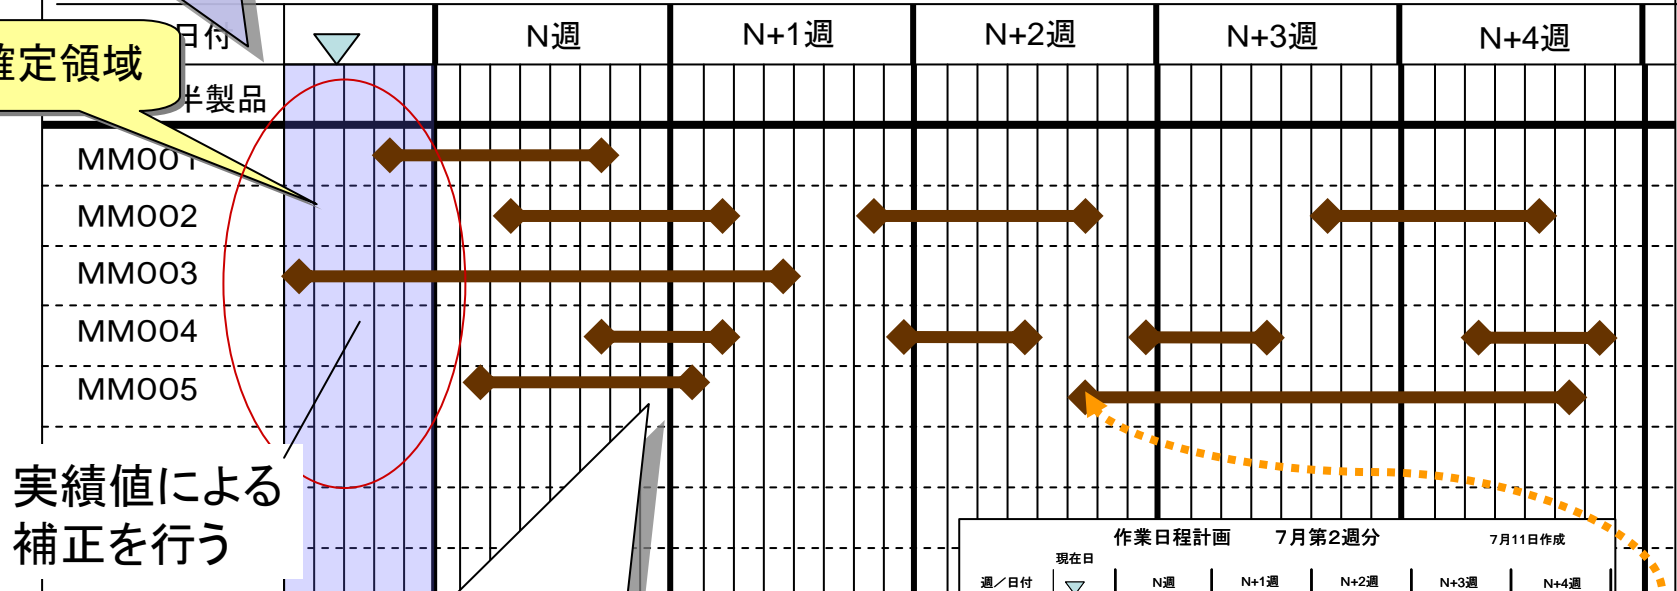 日付
N週
N+1週
N+2週
N+3週
N+4週
確定領域
半製品
MM001
MM002
MM003
MM004
MM005
実績値による
補正を行う
作業日程計画 7月第2週分 7月11日作成
現在日
週／日付 N週 N+1週 N+2週 N+3週 N+4週